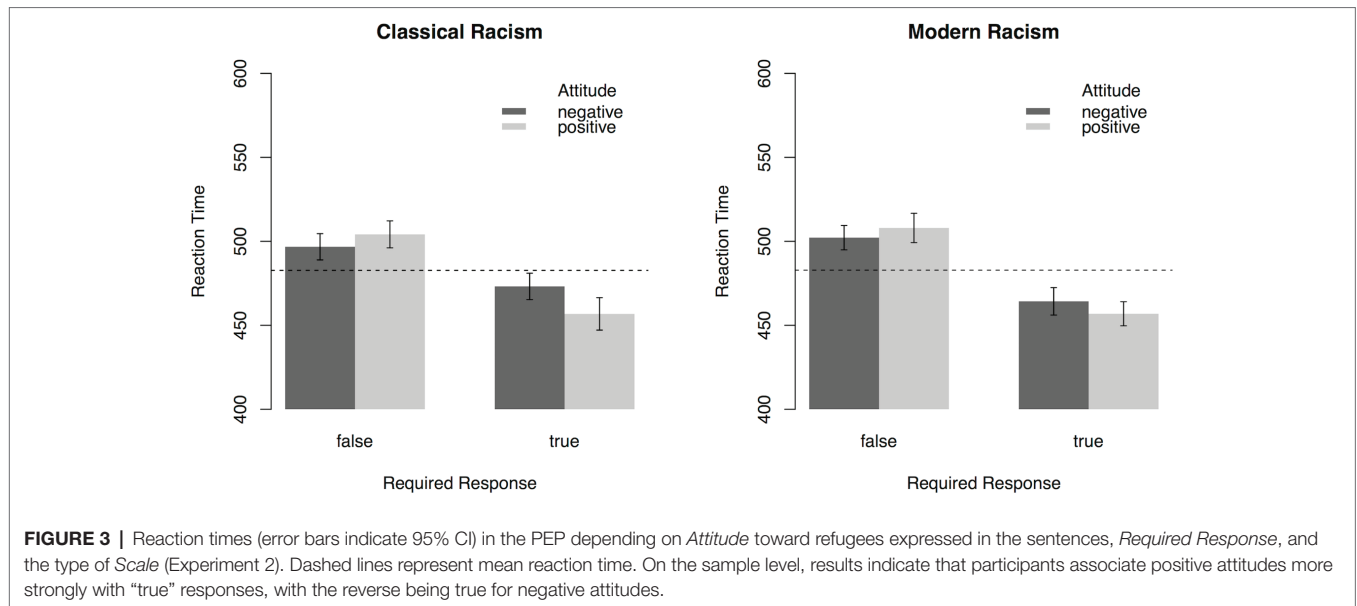 Classical Racism
600
550
500
450
400
Reaction Time
Attitude
negative
positive
false
true
Required Response
Modern Racism
600
550
500
450
400
Reaction Time
Attitude
negative
positive
false
true
Required Response
FIGURE 3 | Reaction times (error bars indicate 95% CI) in the PEP depending on Attitude toward refugees expressed in the sentences, Required Response, and
the type of Scale (Experiment 2). Dashed lines represent mean reaction time. On the sample level, results indicate that participants associate positive attitudes more
strongly with “true” responses, with the reverse being true for negative attitudes.